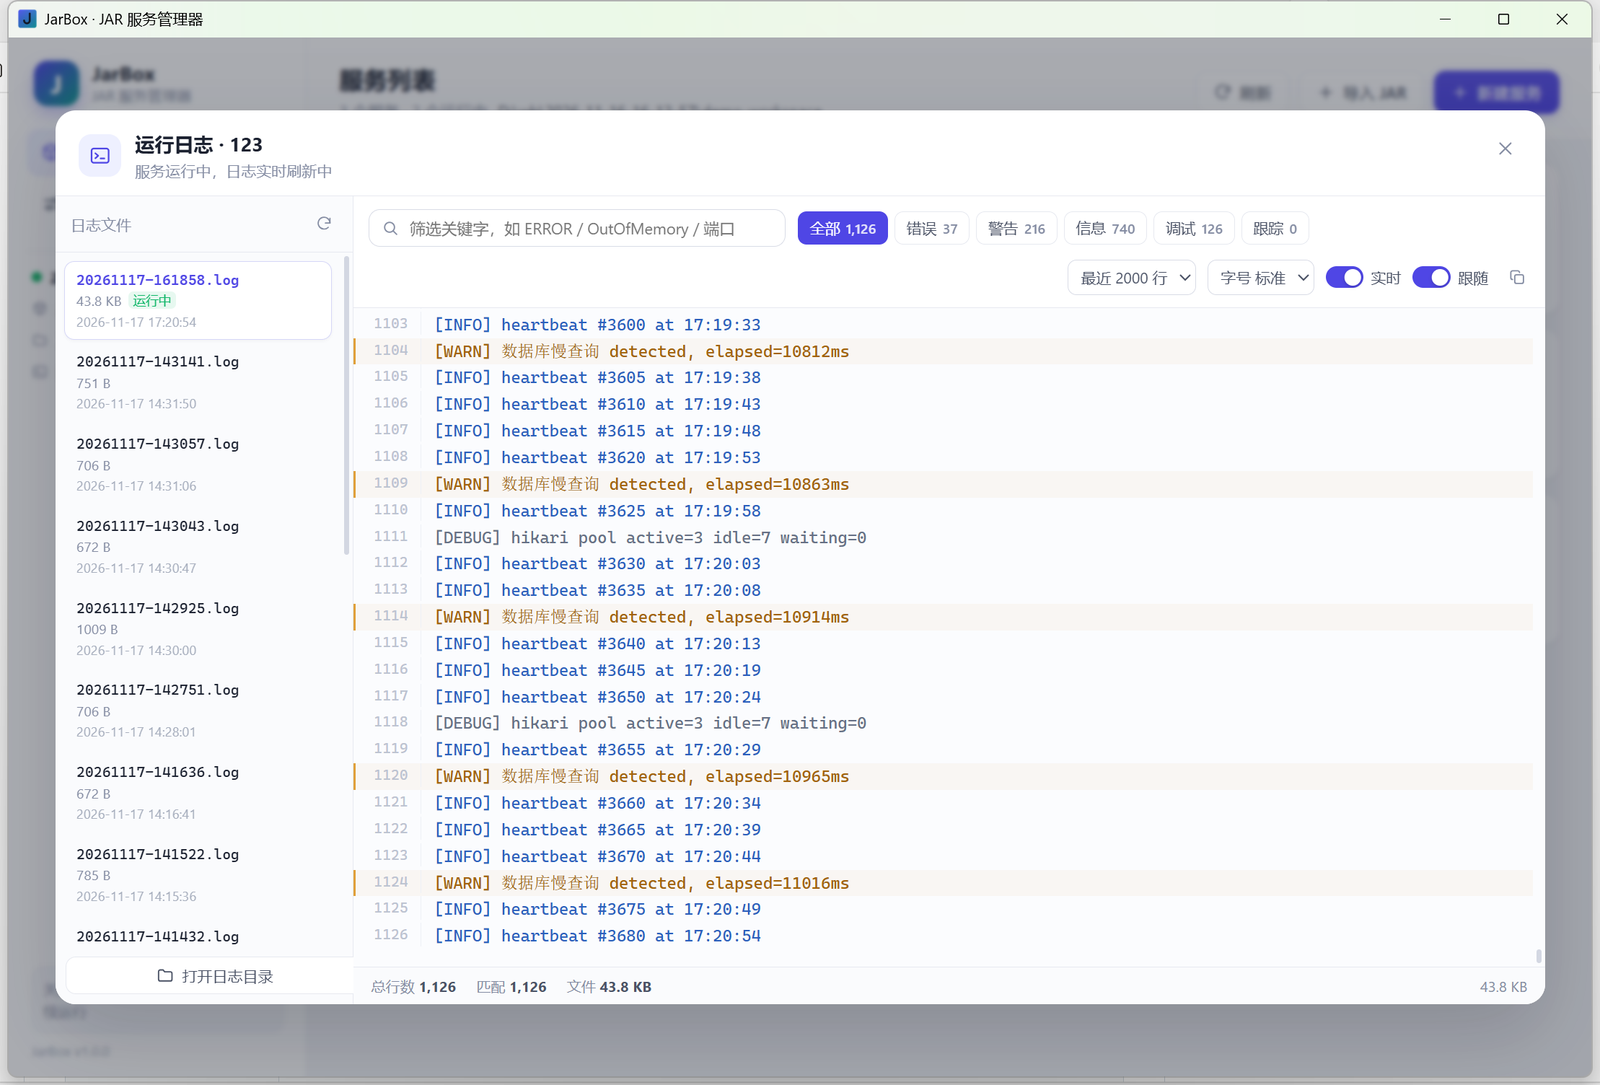 JarBox · JAR 服务管理器
JarBox
JAR 服务管理器
服务列表
刷新
+ 导入 JAR
+ 新建服务
运行日志 · 123
服务运行中，日志实时刷新中
日志文件
20261117-161858.log
43.8 KB 运行中
2026-11-17 17:20:54
20261117-143141.log
751 B
2026-11-17 14:31:50
20261117-143057.log
706 B
2026-11-17 14:31:06
20261117-143043.log
672 B
2026-11-17 14:30:47
20261117-142925.log
1009 B
2026-11-17 14:30:00
20261117-142751.log
706 B
2026-11-17 14:28:01
20261117-141636.log
672 B
2026-11-17 14:16:41
20261117-141522.log
785 B
2026-11-17 14:15:36
20261117-141432.log
打开日志目录
筛选关键字，如 ERROR / OutOfMemory / 端口
全部 1,126 错误 37 警告 216 信息 740 调试 126 跟踪 0
最近 2000 行 字号 标准 实时 跟随
1103 [INFO] heartbeat #3600 at 17:19:33
1104 [WARN] 数据库慢查询 detected, elapsed=10812ms
1105 [INFO] heartbeat #3605 at 17:19:38
1106 [INFO] heartbeat #3610 at 17:19:43
1107 [INFO] heartbeat #3615 at 17:19:48
1108 [INFO] heartbeat #3620 at 17:19:53
1109 [WARN] 数据库慢查询 detected, elapsed=10863ms
1110 [INFO] heartbeat #3625 at 17:19:58
1111 [DEBUG] hikari pool active=3 idle=7 waiting=0
1112 [INFO] heartbeat #3630 at 17:20:03
1113 [INFO] heartbeat #3635 at 17:20:08
1114 [WARN] 数据库慢查询 detected, elapsed=10914ms
1115 [INFO] heartbeat #3640 at 17:20:13
1116 [INFO] heartbeat #3645 at 17:20:19
1117 [INFO] heartbeat #3650 at 17:20:24
1118 [DEBUG] hikari pool active=3 idle=7 waiting=0
1119 [INFO] heartbeat #3655 at 17:20:29
1120 [WARN] 数据库慢查询 detected, elapsed=10965ms
1121 [INFO] heartbeat #3660 at 17:20:34
1122 [INFO] heartbeat #3665 at 17:20:39
1123 [INFO] heartbeat #3670 at 17:20:44
1124 [WARN] 数据库慢查询 detected, elapsed=11016ms
1125 [INFO] heartbeat #3675 at 17:20:49
1126 [INFO] heartbeat #3680 at 17:20:54
总行数 1,126 匹配 1,126 文件 43.8 KB
43.8 KB